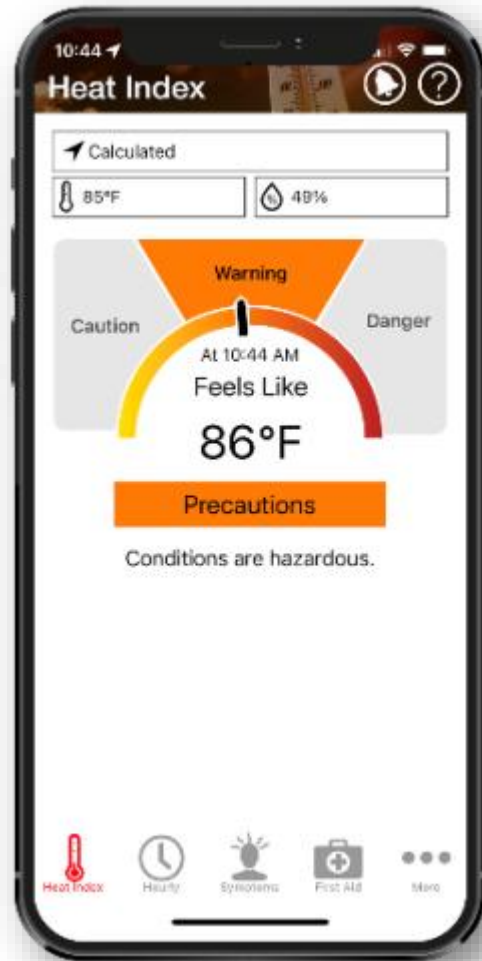 10:44
Heat Index
?
Calculated
85°F
% 49%
Warning
Caution
Danger
At 10:44 AM
Feels Like
86°F
Precautions
Conditions are hazardous.
Heat Index Hourly Symptoms First Aid More